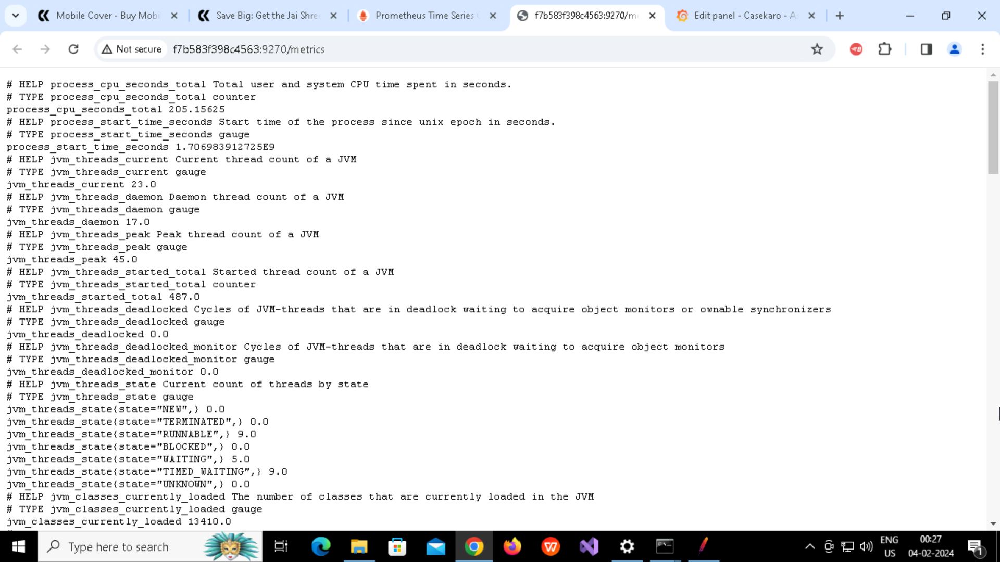 Mobile Cover - Buy Mobi
Save Big: Get the Jai Shre
Prometheus Time Series
f7b583f398c4563:9270/m
Edit panel - Casekaro - A
Not secure
f7b583f398c4563:9270/metrics
# HELP process_cpu_seconds_total Total user and system CPU time spent in seconds.
# TYPE process_cpu_seconds_total counter
process_cpu_seconds_total 205.15625
# HELP process_start_time_seconds Start time of the process since unix epoch in seconds.
# TYPE process_start_time_seconds gauge
process_start_time_seconds 1.706983912725E9
# HELP jvm_threads_current Current thread count of a JVM
# TYPE jvm_threads_current gauge
jvm_threads_current 23.0
# HELP jvm_threads_daemon Daemon thread count of a JVM
# TYPE jvm_threads_daemon gauge
jvm_threads_daemon 17.0
# HELP jvm_threads_peak Peak thread count of a JVM
# TYPE jvm_threads_peak gauge
jvm_threads_peak 45.0
# HELP jvm_threads_started_total Started thread count of a JVM
# TYPE jvm_threads_started_total counter
jvm_threads_started_total 487.0
# HELP jvm_threads_deadlocked Cycles of JVM-threads that are in deadlock waiting to acquire object monitors or ownable synchronizers
# TYPE jvm_threads_deadlocked gauge
jvm_threads_deadlocked 0.0
# HELP jvm_threads_deadlocked_monitor Cycles of JVM-threads that are in deadlock waiting to acquire object monitors
# TYPE jvm_threads_deadlocked_monitor gauge
jvm_threads_deadlocked_monitor 0.0
# HELP jvm_threads_state Current count of threads by state
# TYPE jvm_threads_state gauge
jvm_threads_state{state="NEW",} 0.0
jvm_threads_state{state="TERMINATED",} 0.0
jvm_threads_state{state="RUNNABLE",} 9.0
jvm_threads_state{state="BLOCKED",} 0.0
jvm_threads_state{state="WAITING",} 5.0
jvm_threads_state{state="TIMED_WAITING",} 9.0
jvm_threads_state{state="UNKNOWN",} 0.0
# HELP jvm_classes_currently_loaded The number of classes that are currently loaded in the JVM
# TYPE jvm_classes_currently_loaded gauge
jvm_classes_currently_loaded 13410.0
Type here to search
ENG
US
00:27
04-02-2024
1